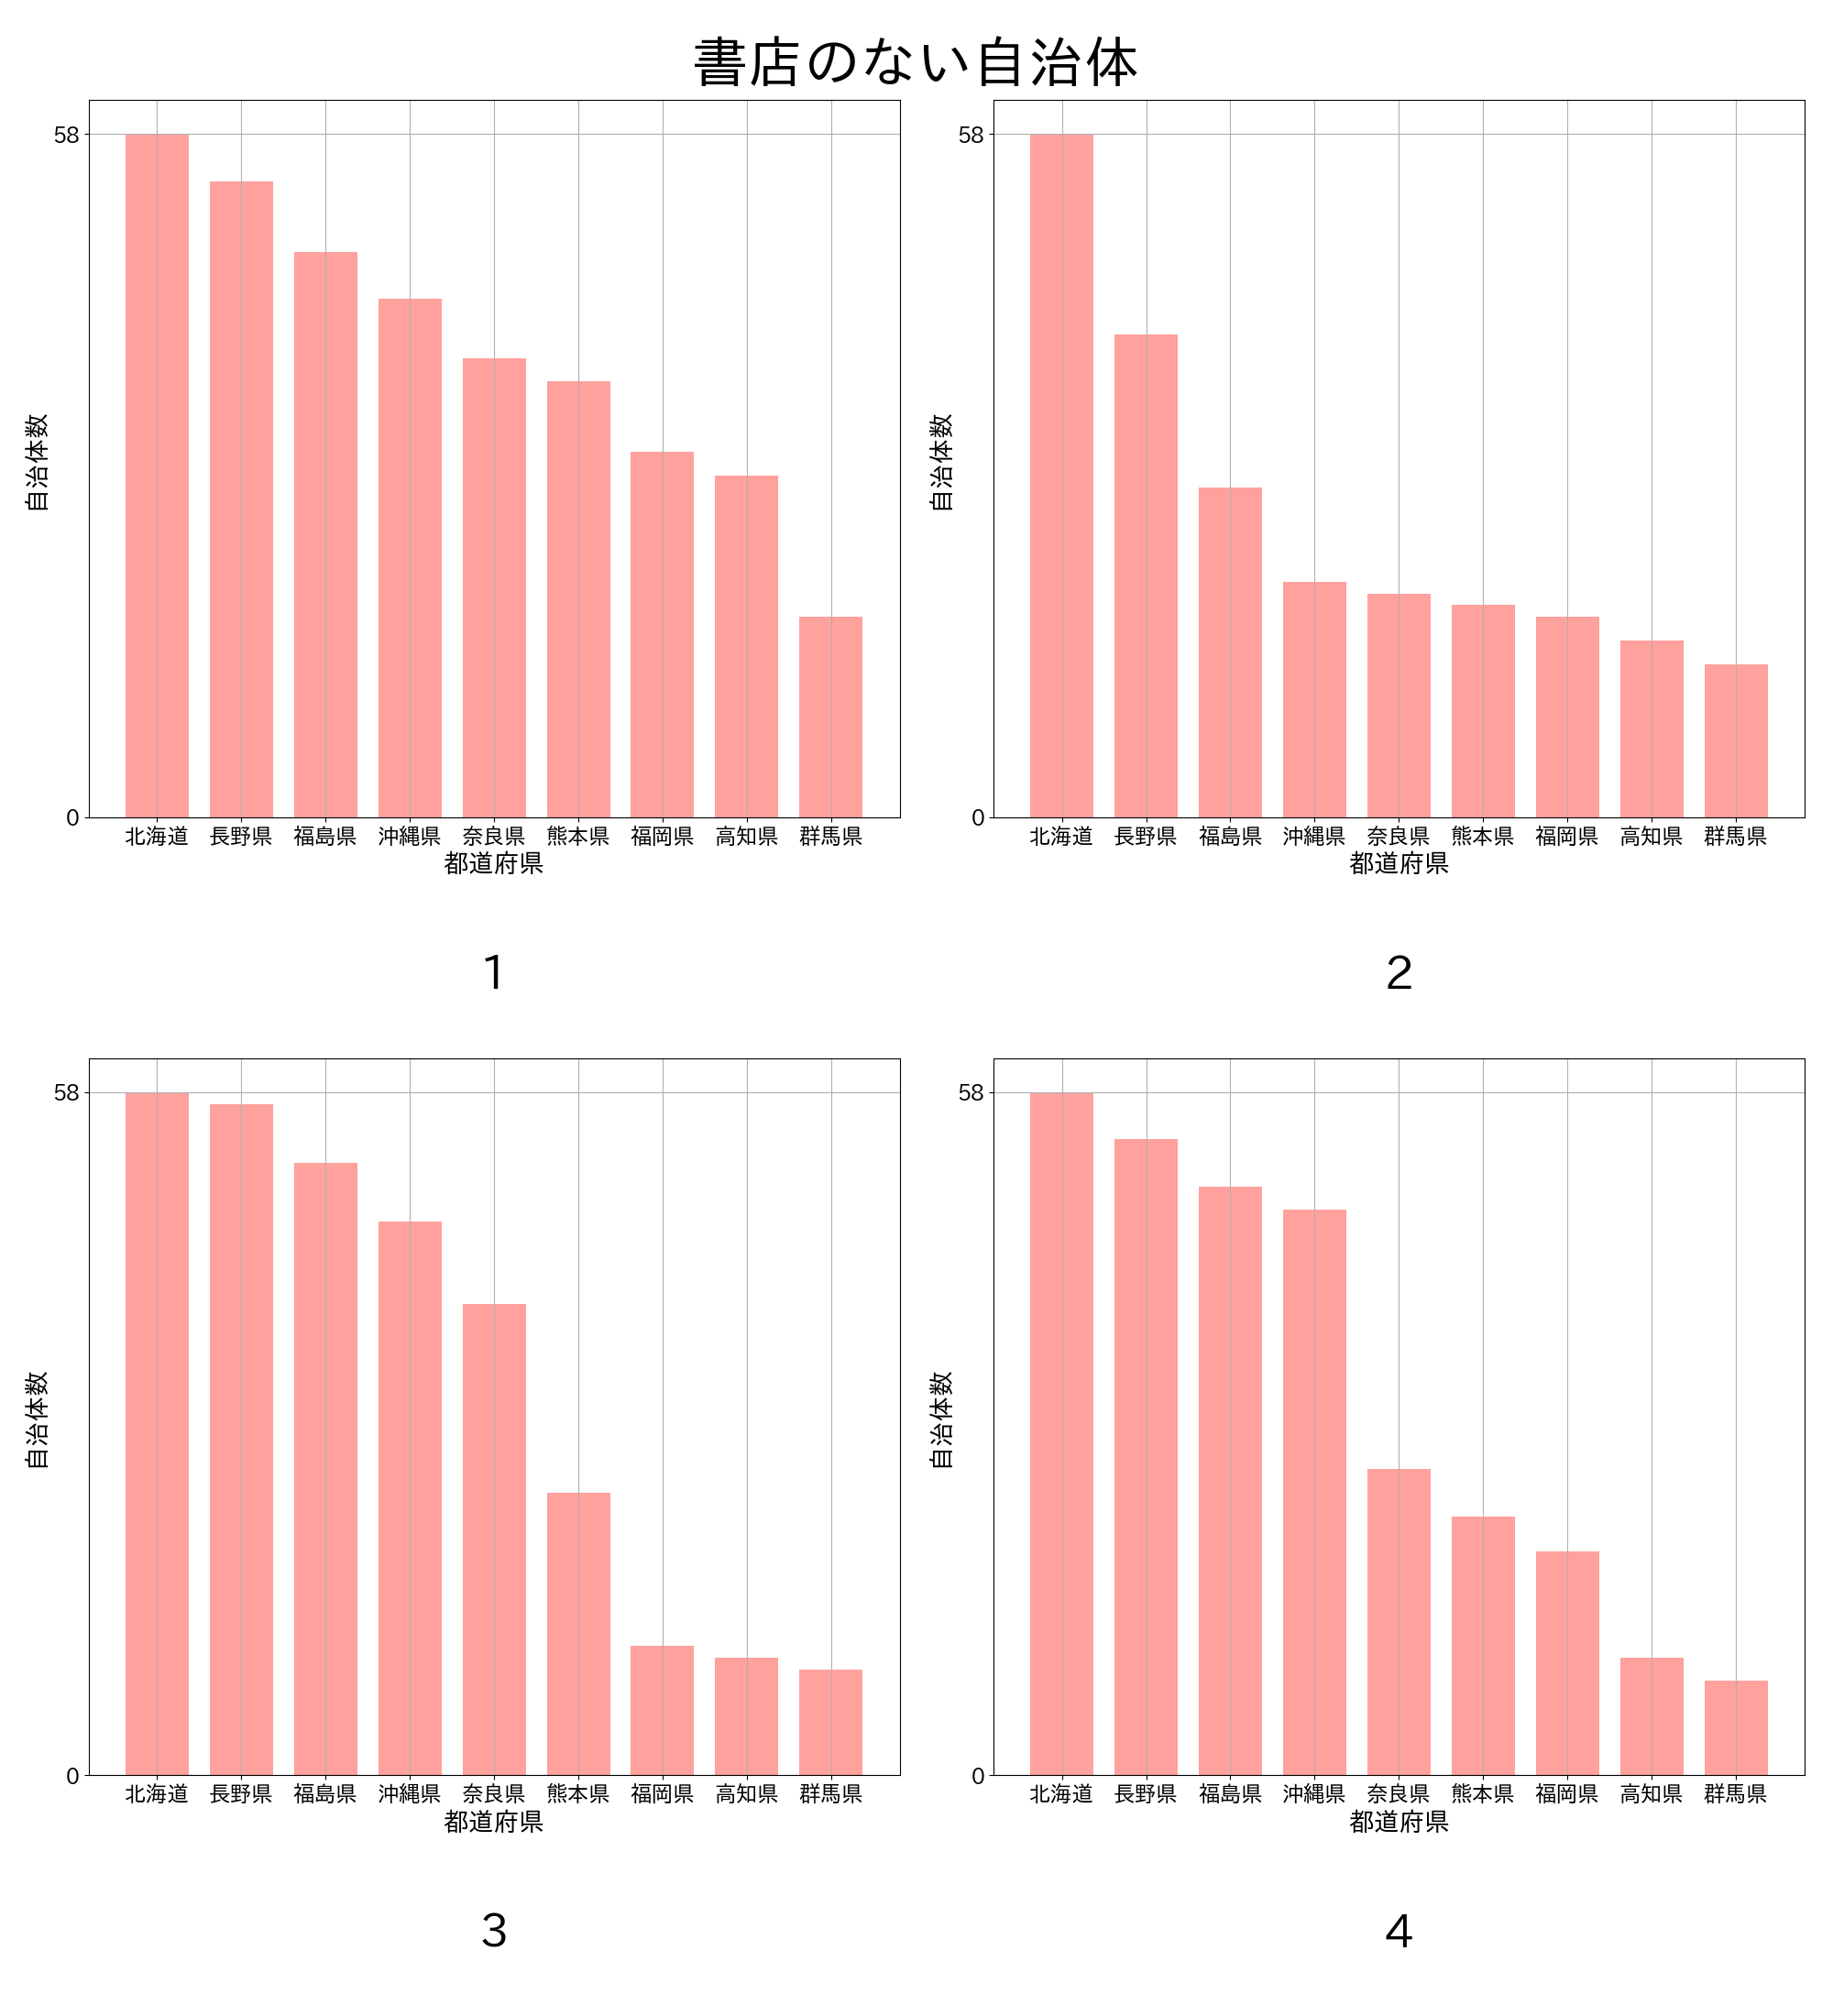 書店のない自治体
58
0
自治体数
北海道 長野県 福島県 沖縄県 奈良県 熊本県 福岡県 高知県 群馬県
都道府県
1
58
0
自治体数
北海道 長野県 福島県 沖縄県 奈良県 熊本県 福岡県 高知県 群馬県
都道府県
2
58
0
自治体数
北海道 長野県 福島県 沖縄県 奈良県 熊本県 福岡県 高知県 群馬県
都道府県
3
58
0
自治体数
北海道 長野県 福島県 沖縄県 奈良県 熊本県 福岡県 高知県 群馬県
都道府県
4